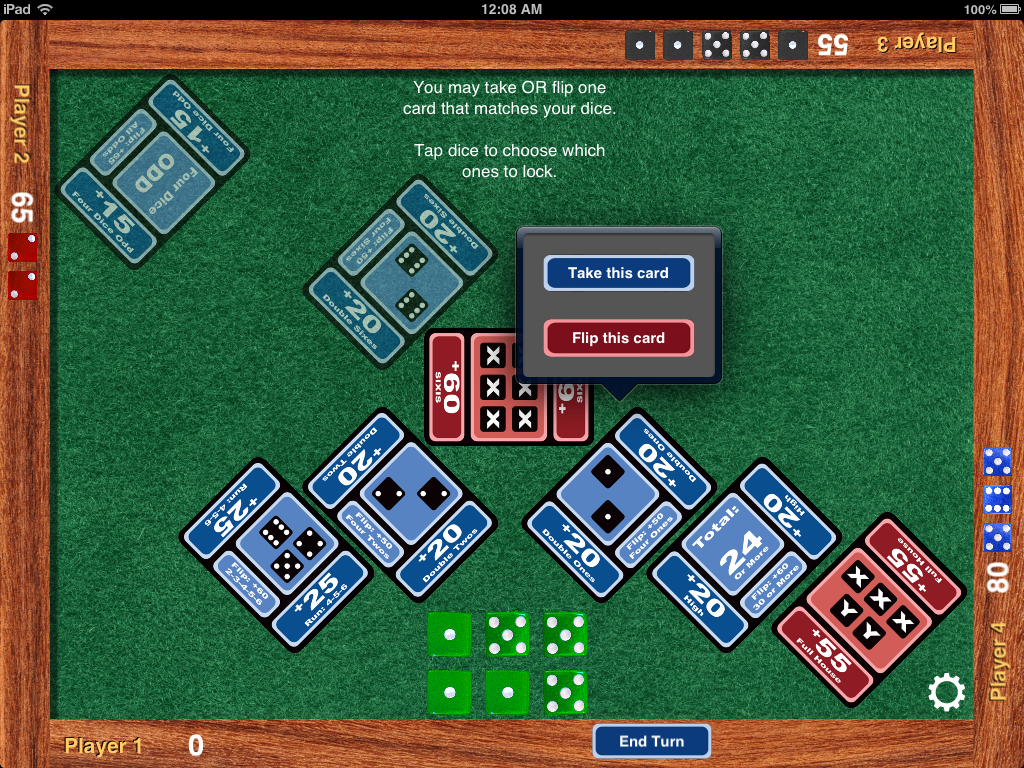 iPad
12:08 AM
100%
Player 3
55
Player 2
65
Player 4
80
You may take OR flip one
card that matches your dice.
Tap dice to choose which
ones to lock.
+15
Four Dice Odd
Flip: +55
All Odds
Four Dice
ODD
+15
Four Dice Odd
+20
Double Sixes
Flip: +50
Four Sixes
+20
Double Sixes
Take this card
Flip this card
+60
SIXIS
X
X
X
X
X
+6
SIXIS
+25
Run: 4-5-6
Flip: +60
2-3-4-5-6
+25
Run: 4-5-6
+20
Double Twos
Flip: +50
Four Twos
+20
Double Twos
+20
Double Ones
Flip: +50
Four Ones
+20
Double Ones
+20
High
Total:
24
Or More
Flip: +60
30 or More
+20
High
+55
Full House
X
X
X
Y
Y
+55
Full House
Player 1
0
End Turn